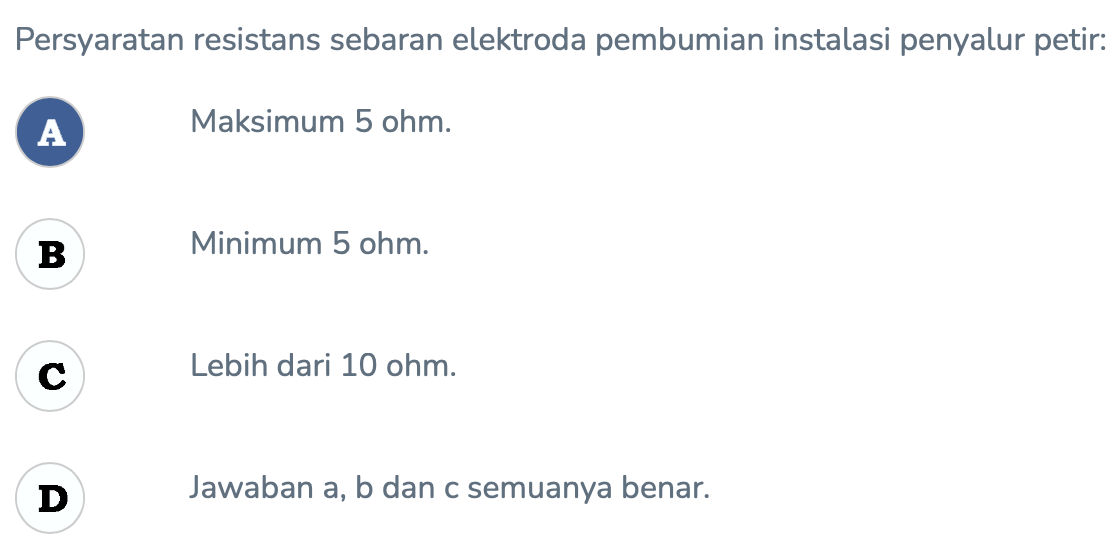 Persyaratan resistans sebaran elektroda pembumian instalasi penyalur petir:
A Maksimum 5 ohm.
B Minimum 5 ohm.
C Lebih dari 10 ohm.
D Jawaban a, b dan c semuanya benar.